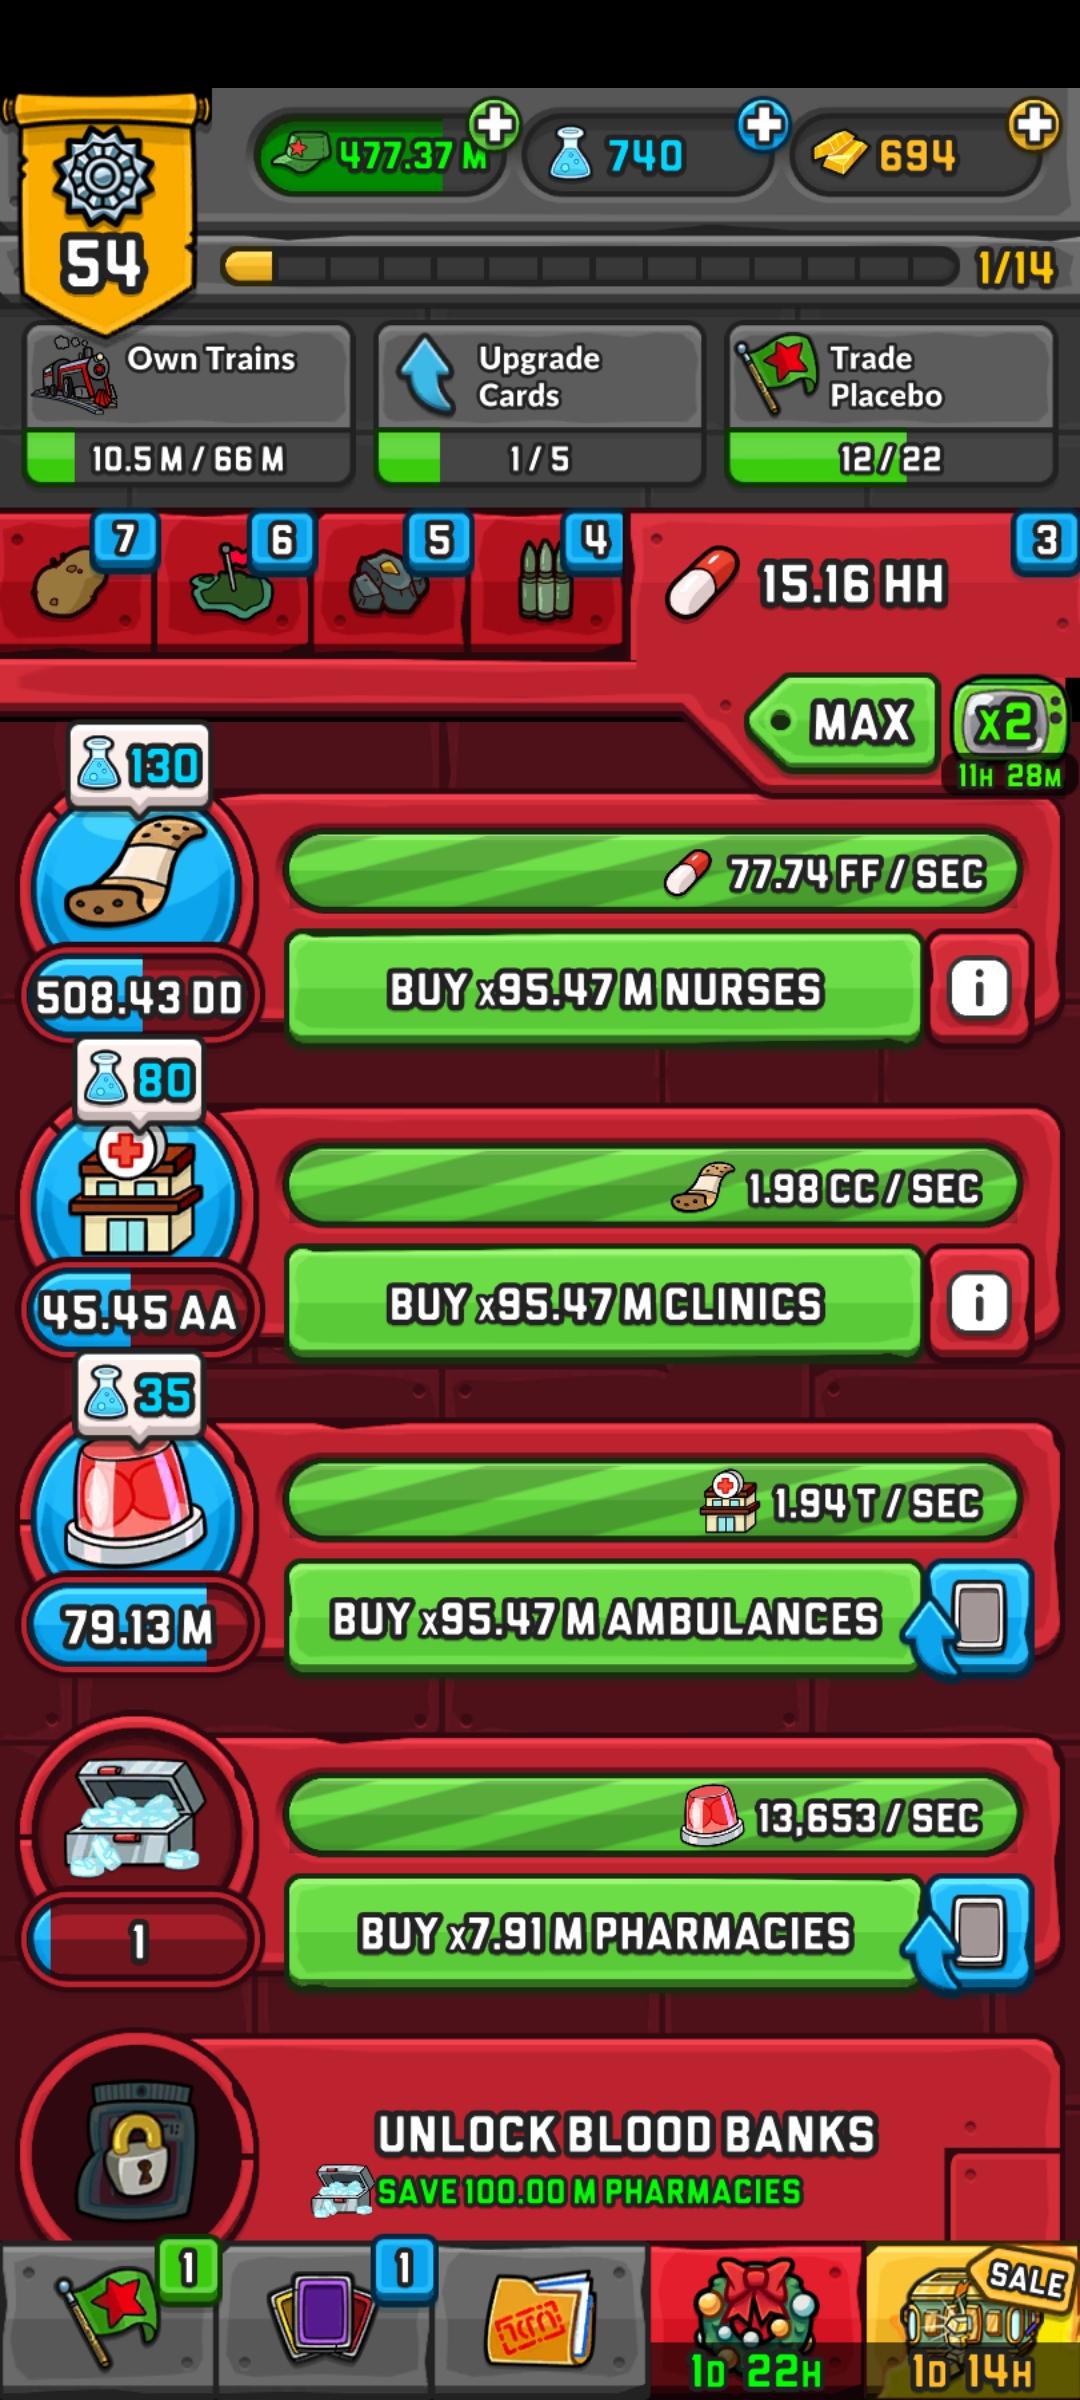 477.37 M
740
694
54
1/14
Own Trains
10.5 M / 66 M
Upgrade
Cards
1 / 5
Trade
Placebo
12 / 22
7
6
5
4
3
15.16 HH
MAX
x2
11H 28M
130
77.74 FF / SEC
508.43 DD
BUY x95.47 M NURSES
i
80
1.98 CC / SEC
45.45 AA
BUY x95.47 M CLINICS
i
35
1.94 T / SEC
79.13 M
BUY x95.47 M AMBULANCES
13,653 / SEC
1
BUY x7.91 M PHARMACIES
UNLOCK BLOOD BANKS
SAVE 100.00 M PHARMACIES
1
1
SALE
1D 22H
1D 14H